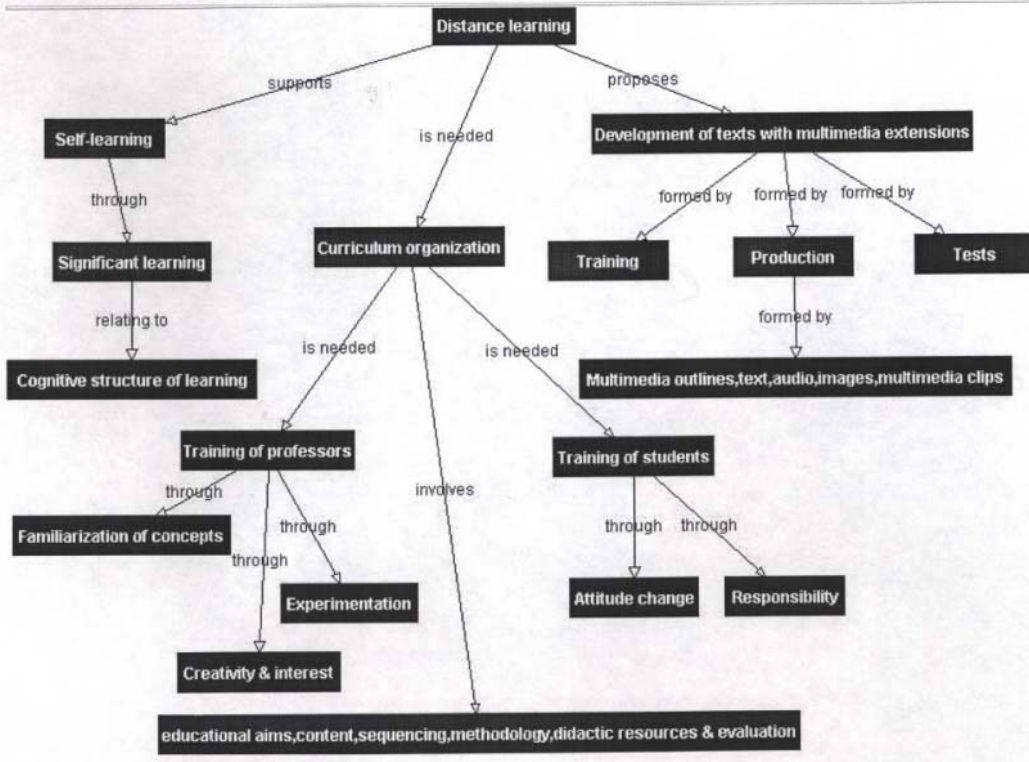 Distance learning
supports
proposes
is needed
Self-learning
Development of texts with multimedia extensions
through
formed by
formed by
formed by
Significant learning
Curriculum organization
Training
Production
Tests
relating to
is needed
is needed
formed by
Cognitive structure of learning
Multimedia outlines,text,audio,images,multimedia clips
Training of professors
Training of students
through
involves
through
through
through
through
Familiarization of concepts
Experimentation
Attitude change
Responsibility
Creativity & interest
educational aims,content,sequencing,methodology,didactic resources & evaluation